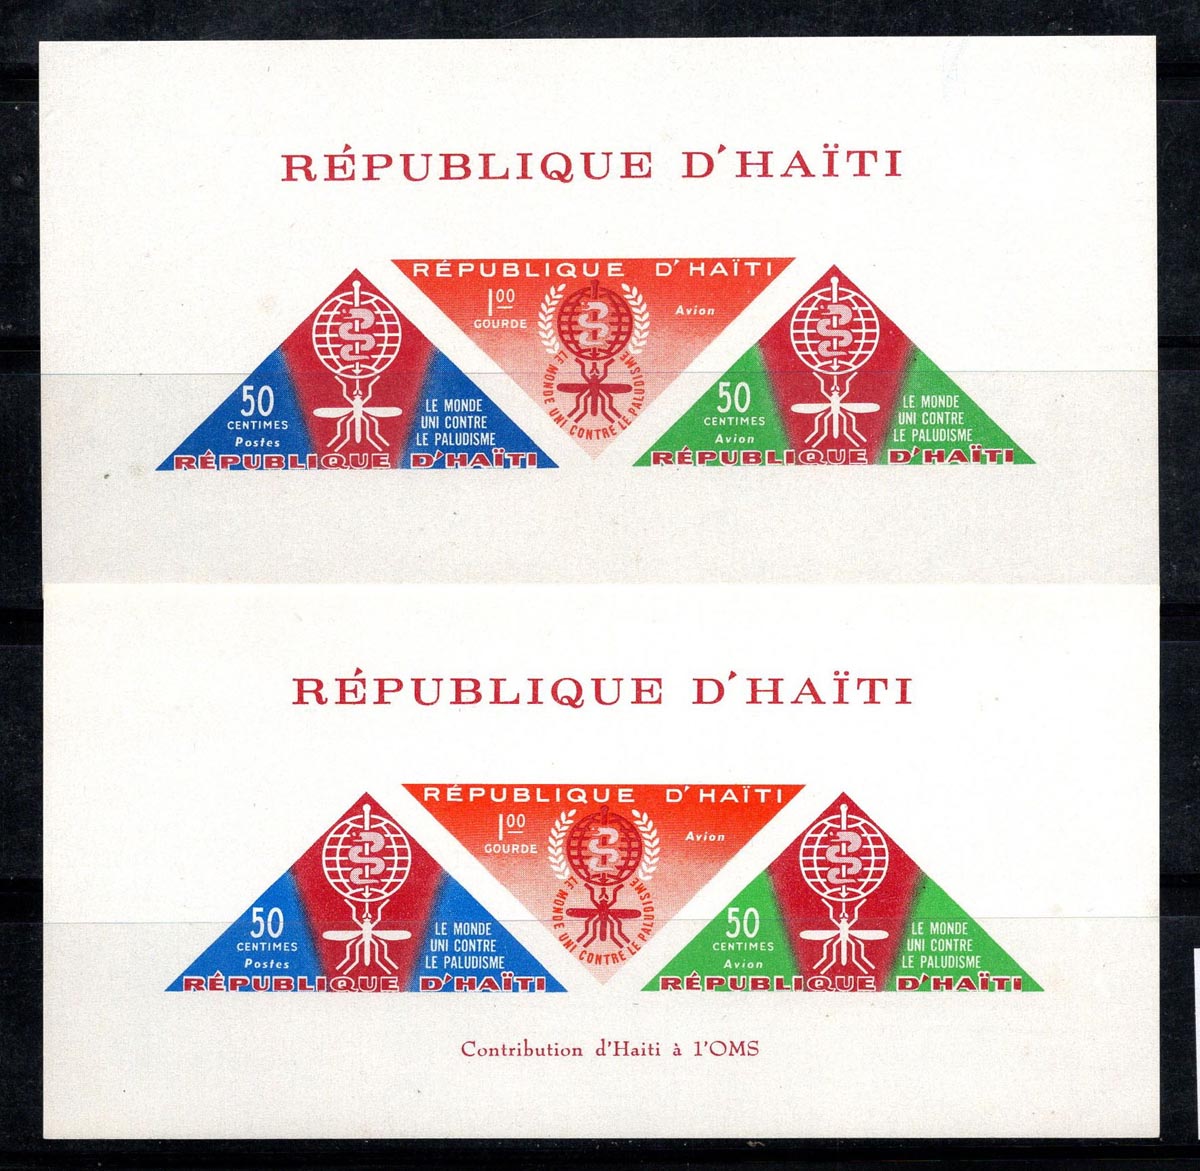 RÉPUBLIQUE D'HAÏTI
RÉPUBLIQUE D'HAÏTI
1.00
GOURDE
Avion
LE MONDE UNI CONTRE LE PALUDISME
50
CENTIMES
Postes
LE MONDE
UNI CONTRE
LE PALUDISME
RÉPUBLIQUE D'HAÏTI
50
CENTIMES
Avion
LE MONDE
UNI CONTRE
LE PALUDISME
RÉPUBLIQUE D'HAÏTI
RÉPUBLIQUE D'HAÏTI
RÉPUBLIQUE D'HAÏTI
1.00
GOURDE
Avion
LE MONDE UNI CONTRE LE PALUDISME
50
CENTIMES
Postes
LE MONDE
UNI CONTRE
LE PALUDISME
RÉPUBLIQUE D'HAÏTI
50
CENTIMES
Avion
LE MONDE
UNI CONTRE
LE PALUDISME
RÉPUBLIQUE D'HAÏTI
Contribution d'Haiti à l'OMS